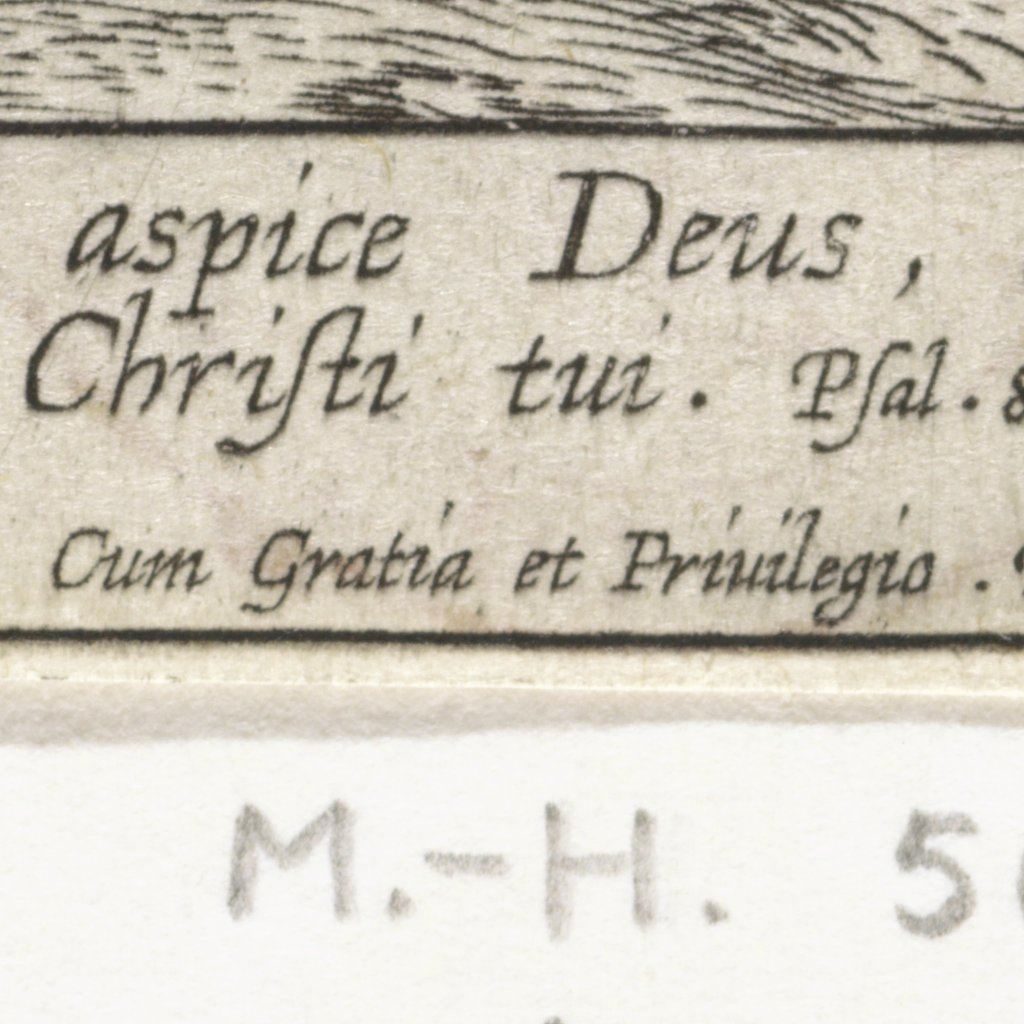 aspice Deus,
Chriſti tui. Pſal.
Cum Gratia et Priuilegio.
M.-H. 5